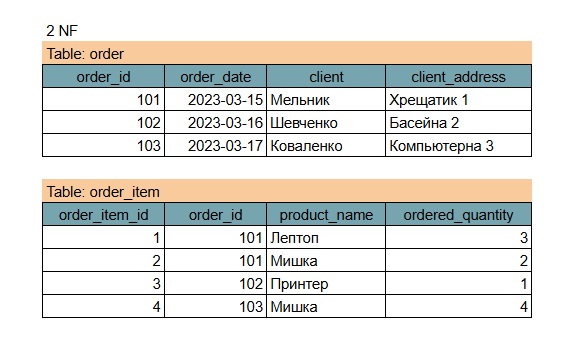 2 NF
Table: order
order_id order_date client client_address
101 2023-03-15 Мельник Хрещатик 1
102 2023-03-16 Шевченко Басейна 2
103 2023-03-17 Коваленко Компьютерна 3
Table: order_item
order_item_id order_id product_name ordered_quantity
1 101 Лептоп 3
2 101 Мишка 2
3 102 Принтер 1
4 103 Мишка 4